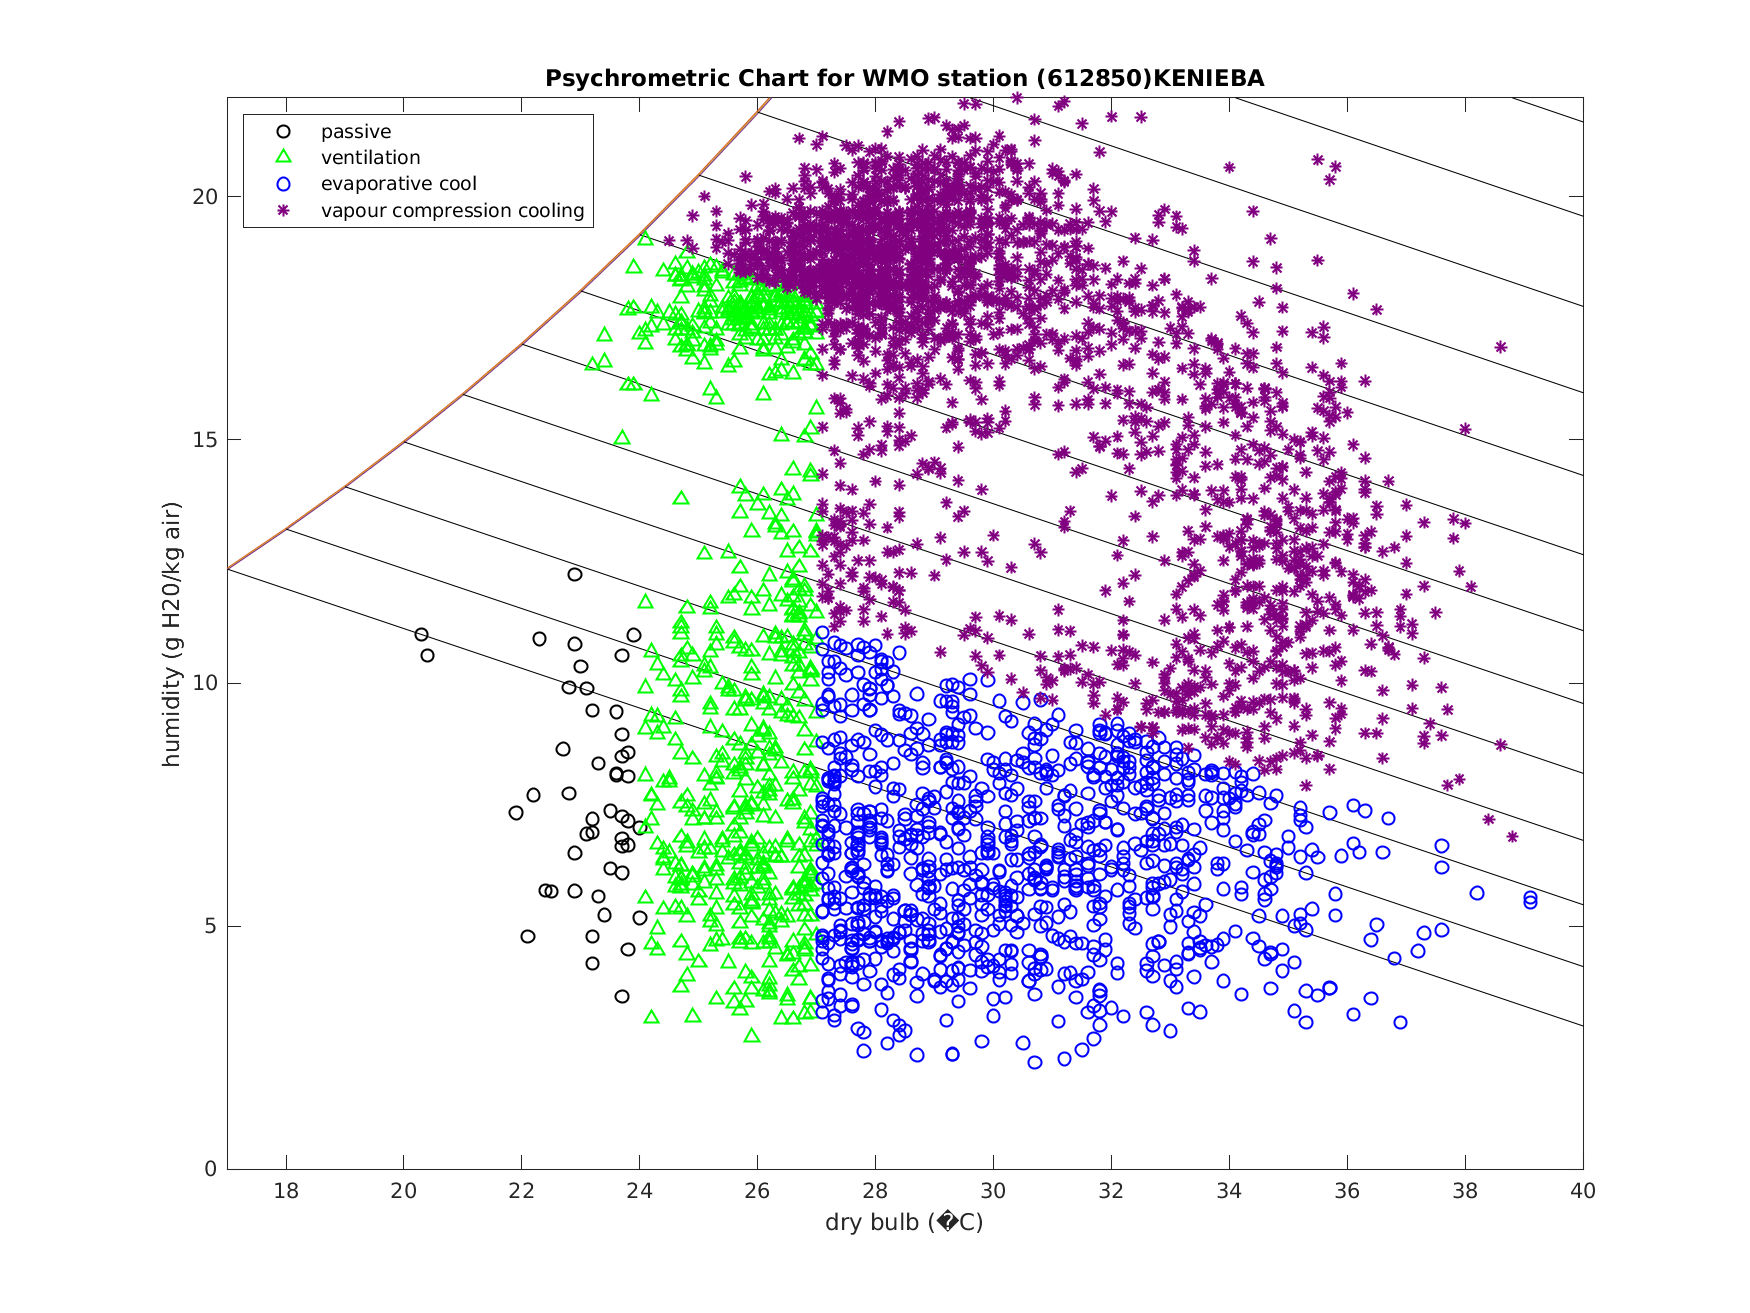 Psychrometric Chart for WMO station (612850)KENIEBA
passive
ventilation
evaporative cool
vapour compression cooling
humidity (g H20/kg air)
20
15
10
5
0
18 20 22 24 26 28 30 32 34 36 38 40
dry bulb (�C)